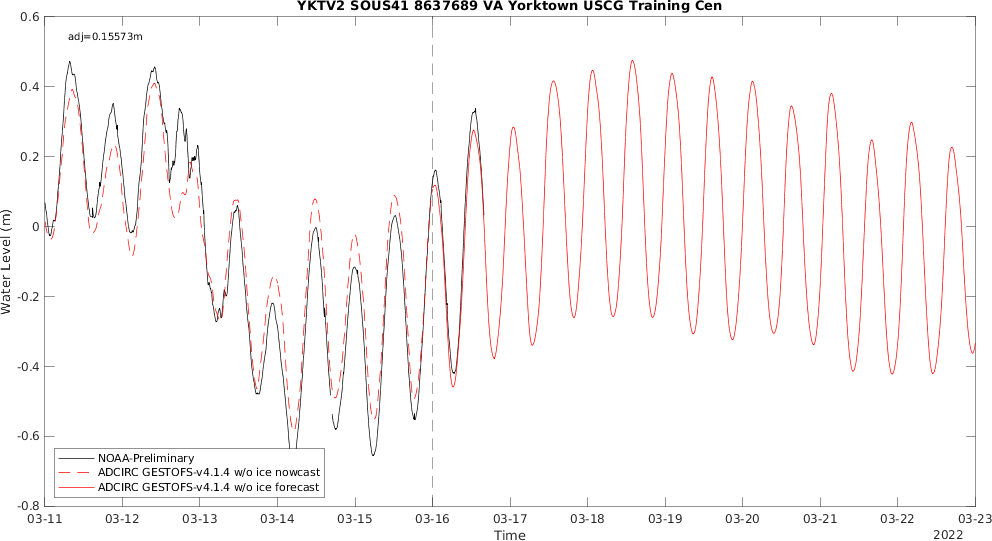 YKTV2 SOUS41 8637689 VA Yorktown USCG Training Cen
adj=0.15573m
0.6
0.4
0.2
0
-0.2
-0.4
-0.6
-0.8
Water Level (m)
NOAA-Preliminary
ADCIRC GESTOFS-v4.1.4 w/o ice nowcast
ADCIRC GESTOFS-v4.1.4 w/o ice forecast
03-11 03-12 03-13 03-14 03-15 03-16 03-17 03-18 03-19 03-20 03-21 03-22 03-23
Time
2022